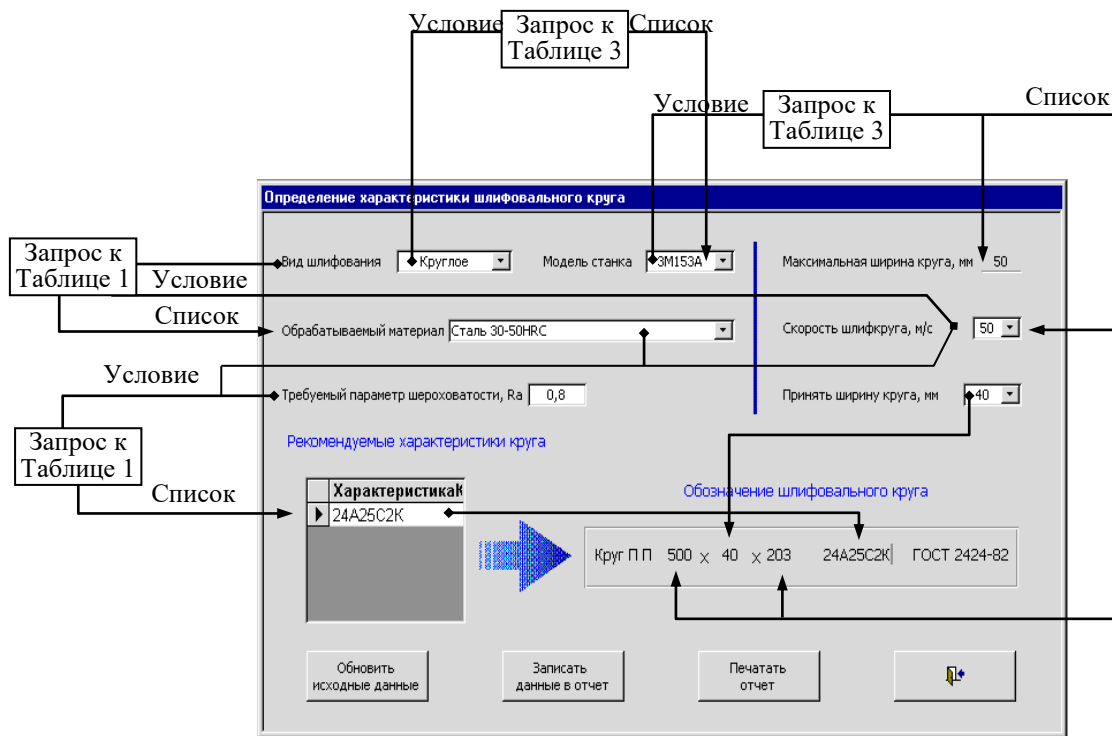 Условие
Запрос к
Таблице 3
Список
Условие
Запрос к
Таблице 3
Список
Определение характеристики шлифовального круга
Запрос к
Таблице 1
Условие
Список
Вид шлифования Круглое
Модель станка 3М153А
Максимальная ширина круга, мм 50
Обрабатываемый материал Сталь 30-50HRC
Скорость шлифкруга, м/с 50
Условие
Требуемый параметр шероховатости, Ra 0,8
Принять ширину круга, мм 40
Запрос к
Таблице 1
Список
Рекомендуемые характеристики круга
ХарактеристикаК
24А25С2К
Обозначение шлифовального круга
Круг П П 500 х 40 х 203 24А25С2К ГОСТ 2424-82
Обновить
исходные данные
Записать
данные в отчет
Печатать
отчет